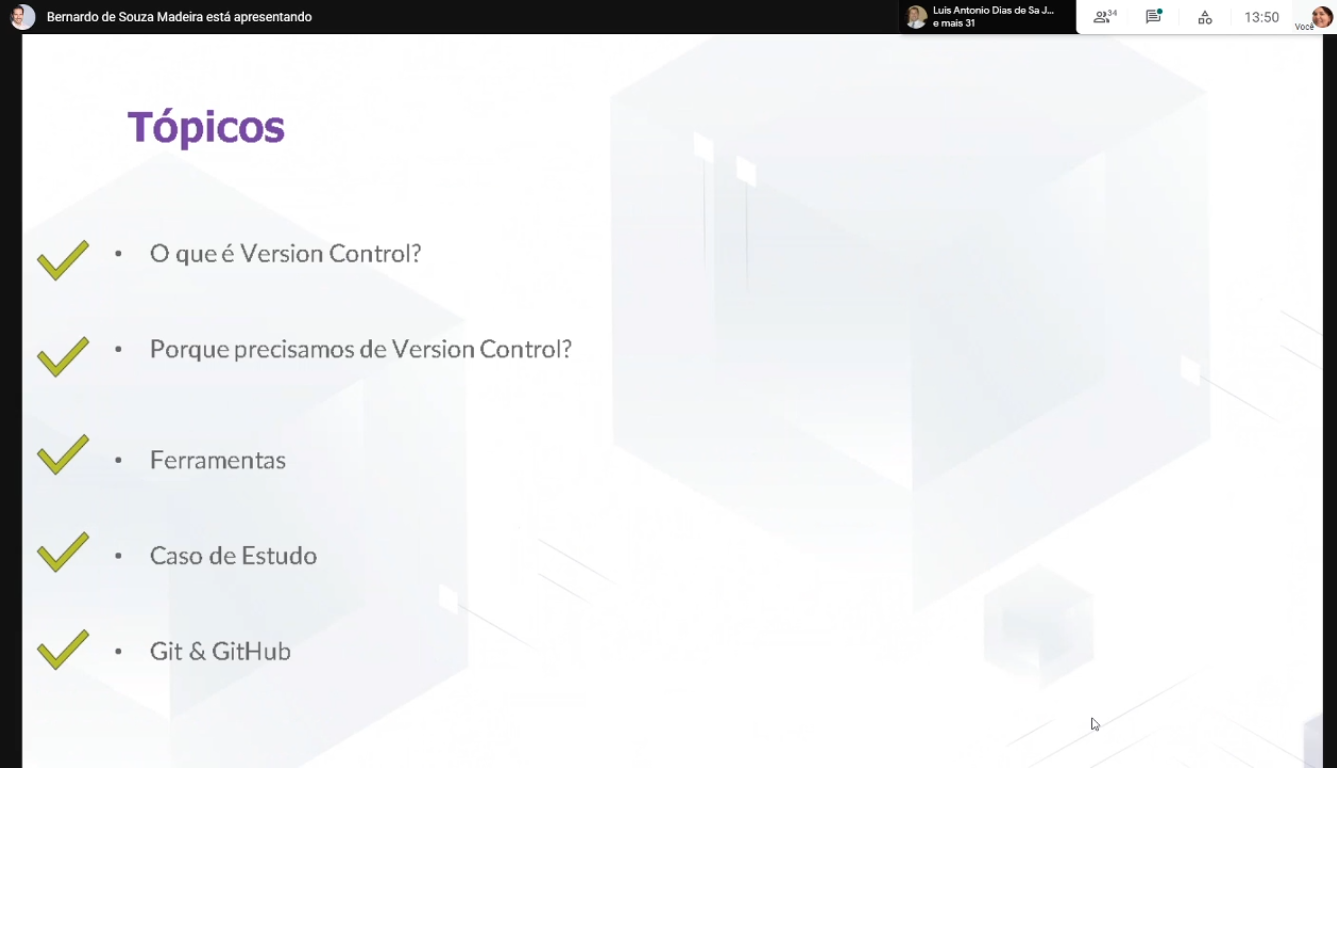 Bernardo de Souza Madeira está apresentando
Luis Antonio Dias de Sa J...
e mais 31
34
13:50
Você
Tópicos
• O que é Version Control?
• Porque precisamos de Version Control?
• Ferramentas
• Caso de Estudo
• Git & GitHub